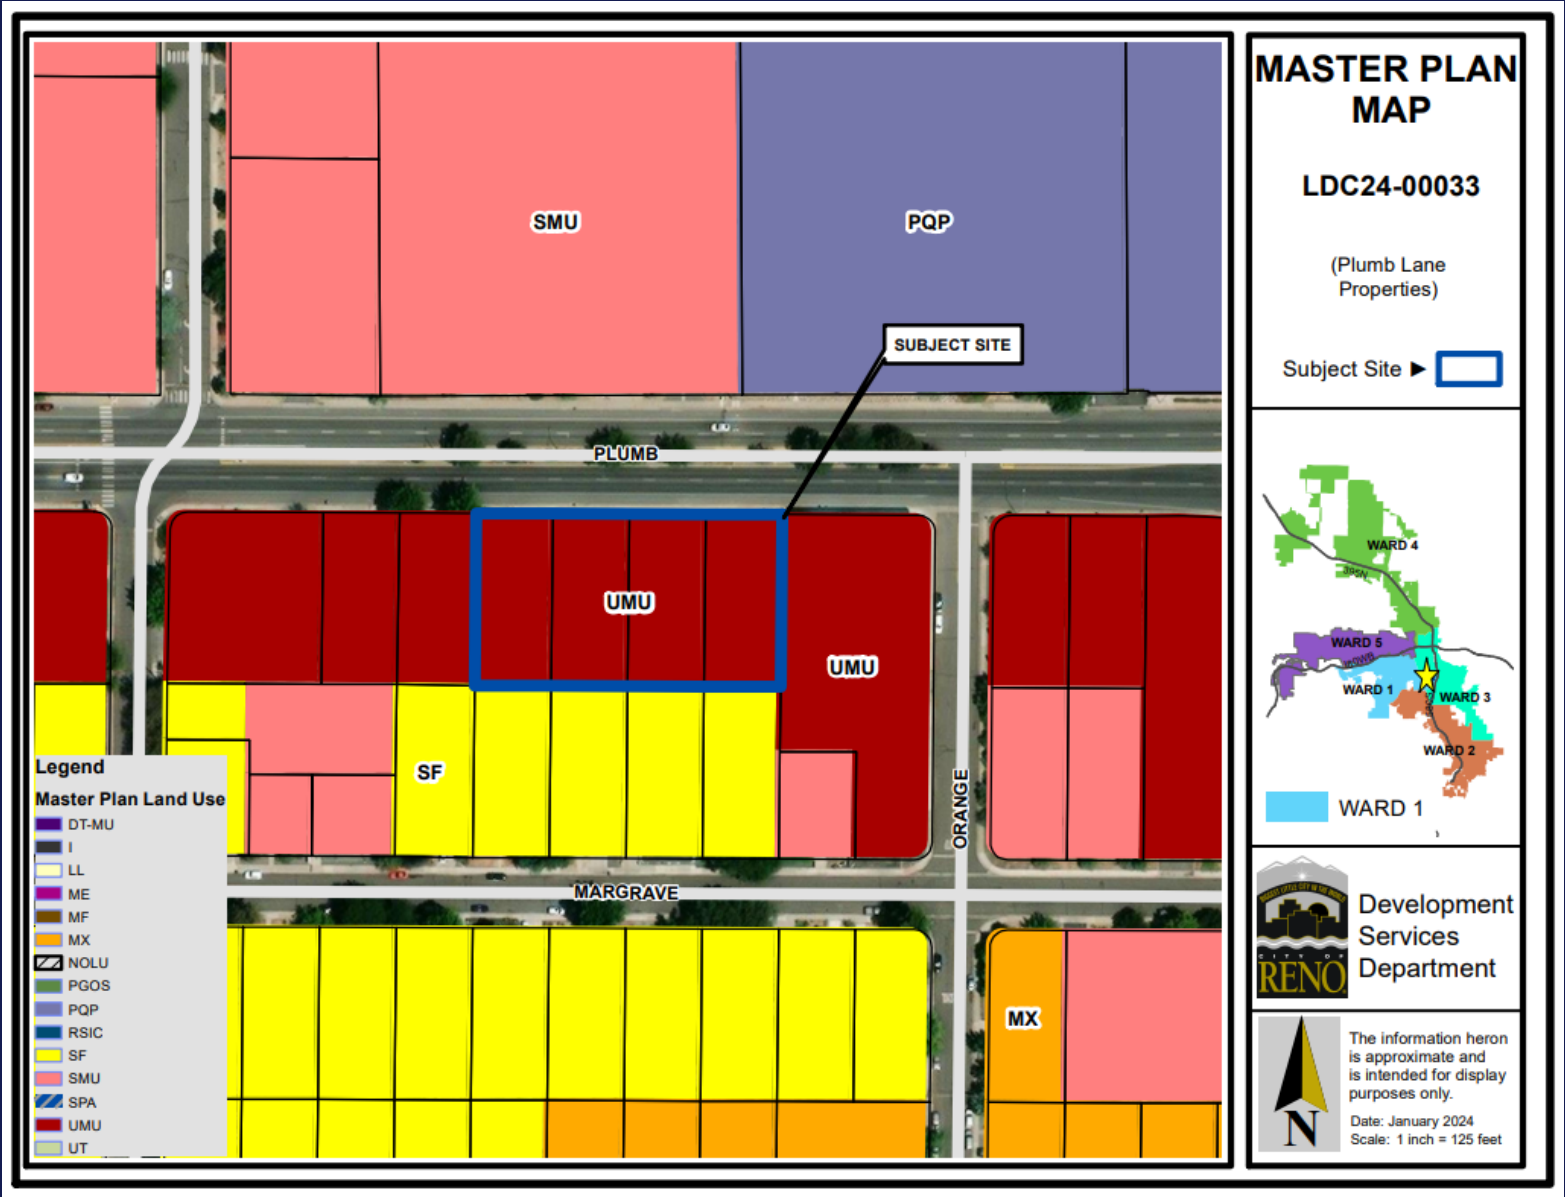 MASTER PLAN
MAP
LDC24-00033
(Plumb Lane
Properties)
Subject Site ►
SMU
PQP
SUBJECT SITE
PLUMB
UMU
UMU
SF
ORANGE
MARGRAVE
MX
Legend
Master Plan Land Use
DT-MU
I
LL
ME
MF
MX
NOLU
PGOS
PQP
RSIC
SF
SMU
SPA
UMU
UT
WARD 4
395N
WARD 5
WARD 1
WARD 3
WARD 2
WARD 1
CITY OF
RENO
Development
Services
Department
N
The information heron
is approximate and
is intended for display
purposes only.
Date: January 2024
Scale: 1 inch = 125 feet